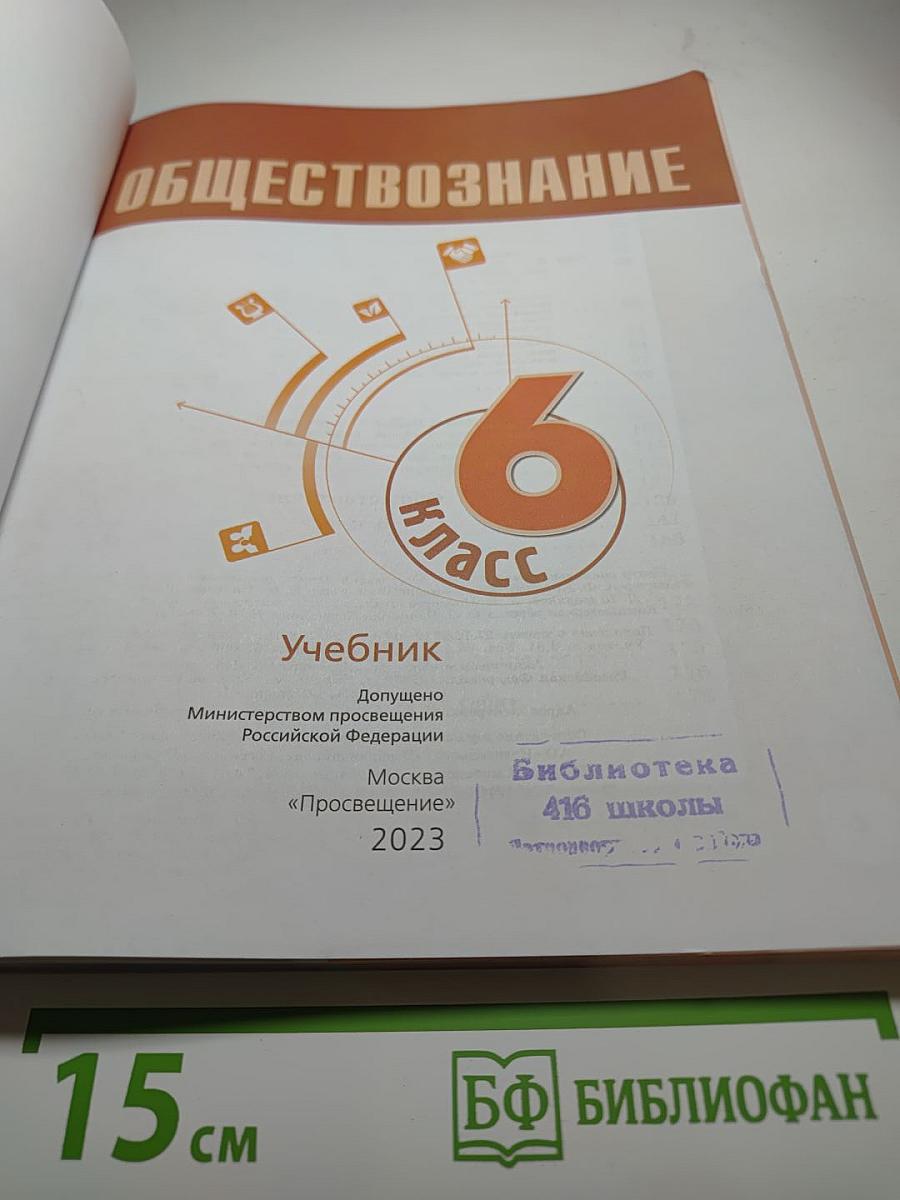 ОБЩЕСТВОЗНАНИЕ
6
класс
Учебник
Допущено
Министерством просвещения
Российской Федерации
Москва
«Просвещение»
2023
Библиотека
416 школы
15 см
БФ БИБЛИОФАН